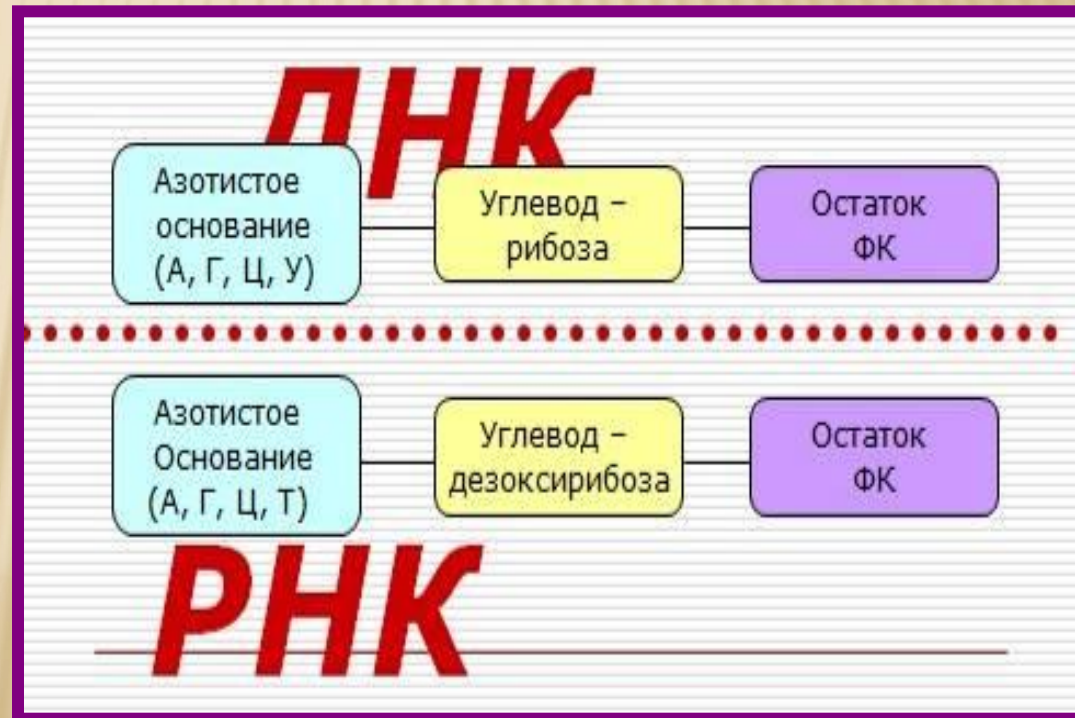 ДНК
Азотистое
основание
(А, Г, Ц, У)
Углевод –
рибоза
Остаток
ФК
Азотистое
Основание
(А, Г, Ц, Т)
Углевод –
дезоксирибоза
Остаток
ФК
РНК